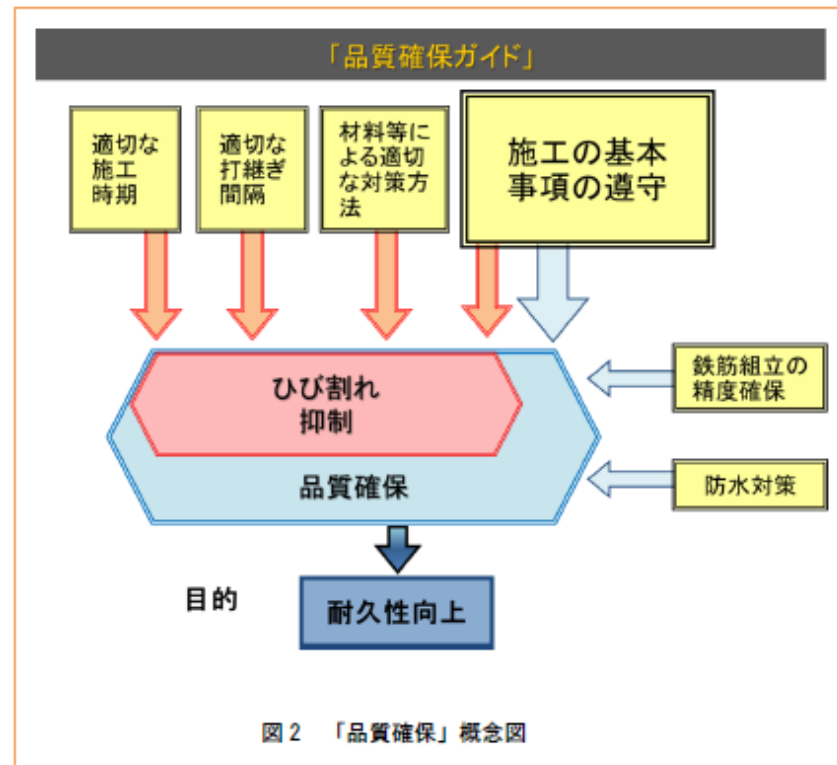 「品質確保ガイド」
適切な
施工
時期
適切な
打継ぎ
間隔
材料等に
よる適切
な対策方
法
施工の基本
事項の遵守
ひび割れ
抑制
鉄筋組立の
精度確保
品質確保
防水対策
目的
耐久性向上
図2 「品質確保」概念図